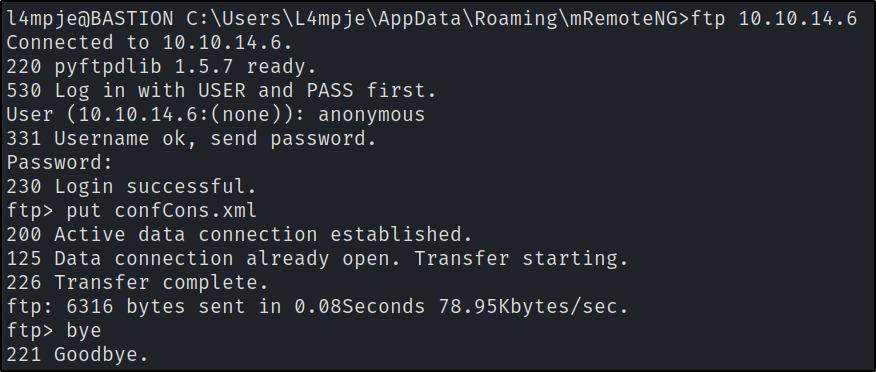 l4mpje@BASTION C:\Users\L4mpje\AppData\Roaming\mRemoteNG>ftp 10.10.14.6
Connected to 10.10.14.6.
220 pyftpdlib 1.5.7 ready.
530 Log in with USER and PASS first.
User (10.10.14.6:(none)): anonymous
331 Username ok, send password.
Password:
230 Login successful.
ftp> put confCons.xml
200 Active data connection established.
125 Data connection already open. Transfer starting.
226 Transfer complete.
ftp: 6316 bytes sent in 0.08Seconds 78.95Kbytes/sec.
ftp> bye
221 Goodbye.